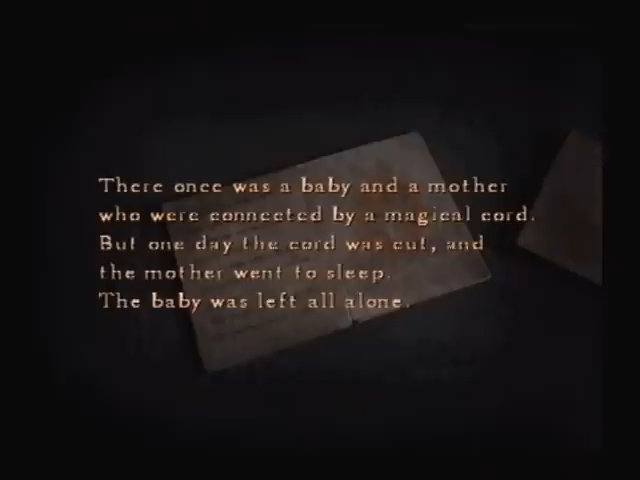 There once was a baby and a mother
who were connected by a magical cord.
But one day the cord was cut, and
the mother went to sleep.
The baby was left all alone.